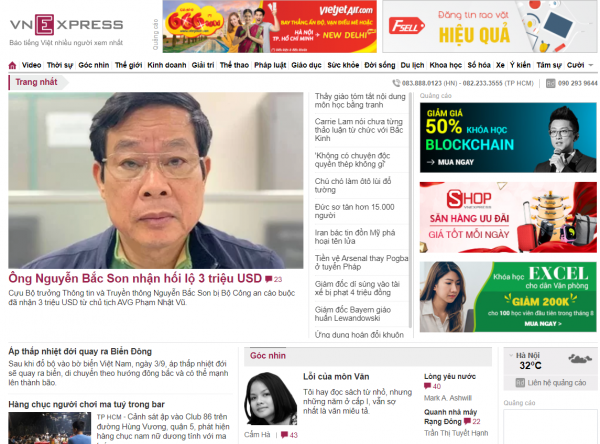 VNEXPRESS
Báo tiếng Việt nhiều người xem nhất
Quảng cáo
vietjetAir.com
BAY THẲNG ẤN ĐỘ, VẠN DẶM MÊ HOẶC
HÀ NỘI
TP. HỒ CHÍ MINH
NEW DELHI
FSELL
Đăng tin rao vặt
HIỆU QUẢ
Video Thời sự Góc nhìn Thế giới Kinh doanh Giải trí Thể thao Pháp luật Giáo dục Sức khỏe Đời sống Du lịch Khoa học Số hóa Xe Ý kiến Tâm sự Cười
Trang nhất
083.888.0123 (HN) - 082.233.3555 (TP HCM)
090 293 9644
Ông Nguyễn Bắc Son nhận hối lộ 3 triệu USD 23
Cựu Bộ trưởng Thông tin và Truyền thông Nguyễn Bắc Son bị Bộ Công an cáo buộc
đã nhận 3 triệu USD từ chủ tịch AVG Phạm Nhật Vũ.
Thầy giáo tóm tắt nội dung
môn học bằng tranh
Carrie Lam nói chưa từng
thảo luận từ chức với Bắc
Kinh
'Không có chuyện độc
quyền thép không gỉ'
Chú chó làm ôtô lùi đổ
tường
Đức sơ tán hơn 15.000
người
Iran bác tin đồn Mỹ phá
hoại tên lửa
Tiền vệ Arsenal thay Pogba
ở tuyển Pháp
Giám đốc dí súng vào tài
xế bị phạt 4 triệu đồng
Giám đốc Bayern giáo
huấn Lewandowski
Ứng dụng hoán đổi khuôn
Quảng cáo
GIẢM GIÁ
50% KHÓA HỌC
BLOCKCHAIN
MUA NGAY
SHOP
VNEXPRESS
SĂN HÀNG ƯU ĐÃI
GIÁ TỐT MỖI NGÀY
Khóa học EXCEL
cho dân Văn phòng
GIẢM 200K
cho 100 học viên đầu tiên trong tháng 8
MUA NGAY
Áp thấp nhiệt đới quay ra Biển Đông
Sau khi đổ bộ vào bờ biển Việt Nam, ngày 3/9, áp thấp nhiệt đới
sẽ quay ra biển, di chuyển theo hướng đông bắc và có thể mạnh
lên thành bão.
Hàng chục người chơi ma tuý trong bar
TP HCM - Cảnh sát ập vào Club 86 trên
đường Hùng Vương, quận 5, phát hiện
hàng chục nam nữ dương tính với ma
Góc nhìn
Lỗi của môn Văn
Tôi hay đọc sách từ nhỏ, nhưng
những năm ở cấp I, vẫn sợ
nhất là văn miêu tả.
Cẩm Hà 43
Lòng yêu nước
40
Mark A. Ashwill
Quanh nhà máy
Rạng Đông 22
Trần Thị Tuyết Hạnh
Hà Nội
32°C
Ad Liên hệ quảng cáo
Quảng cáo